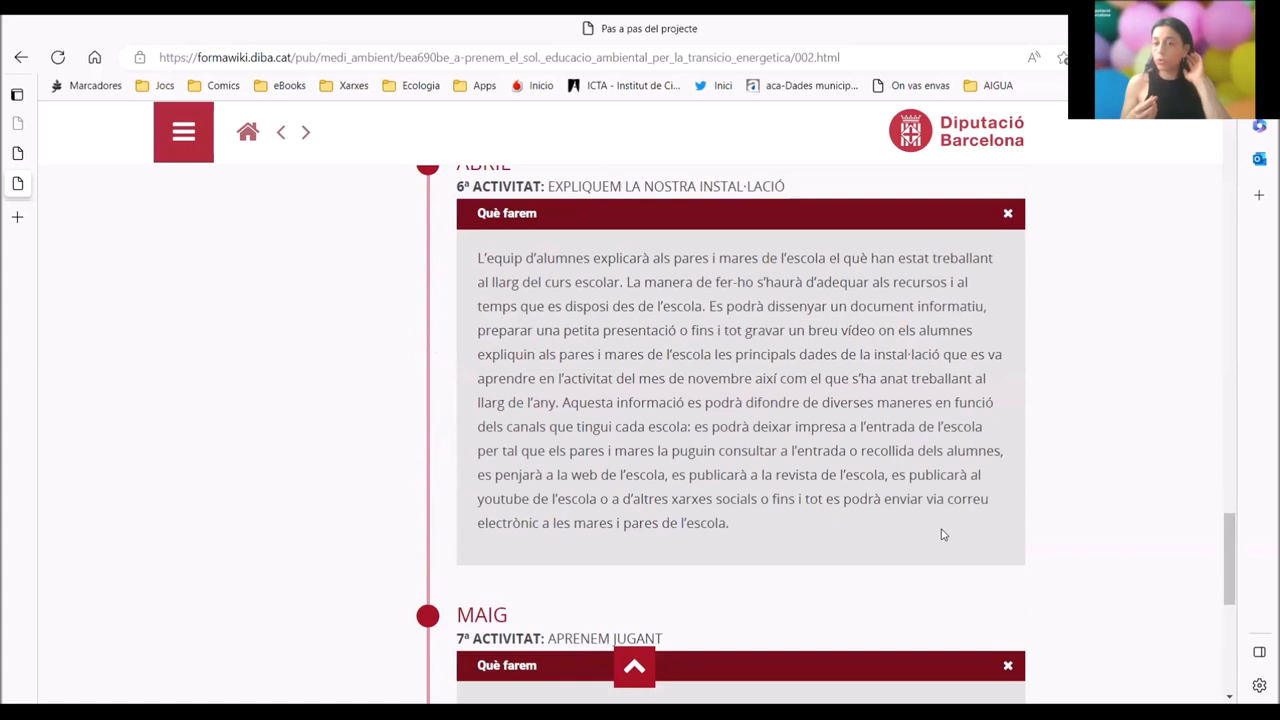 Pas a pas del projecte
https://formawiki.diba.cat/pub/medi_ambient/bea690be_a-prenem_el_sol._educacio_ambiental_per_la_transicio_energetica/002.html
Marcadores Jocs Comics eBooks Xarxes Ecologia Apps Inicio ICTA - Institut de Ci... Inici aca-Dades municip... On vas envas AIGUA
Diputació
Barcelona
ABRIL
6ª ACTIVITAT: EXPLIQUEM LA NOSTRA INSTAL·LACIÓ
Què farem
L'equip d'alumnes explicarà als pares i mares de l'escola el què han estat treballant
al llarg del curs escolar. La manera de fer-ho s'haurà d'adequar als recursos i al
temps que es disposi des de l'escola. Es podrà dissenyar un document informatiu,
preparar una petita presentació o fins i tot gravar un breu vídeo on els alumnes
expliquin als pares i mares de l'escola les principals dades de la instal·lació que es va
aprendre en l'activitat del mes de novembre així com el que s'ha anat treballant al
llarg de l'any. Aquesta informació es podrà difondre de diverses maneres en funció
dels canals que tingui cada escola: es podrà deixar impresa a l'entrada de l'escola
per tal que els pares i mares la puguin consultar a l'entrada o recollida dels alumnes,
es penjarà a la web de l'escola, es publicarà a la revista de l'escola, es publicarà al
youtube de l'escola o a d'altres xarxes socials o fins i tot es podrà enviar via correu
electrònic a les mares i pares de l'escola.
MAIG
7ª ACTIVITAT: APRENEM JUGANT
Què farem